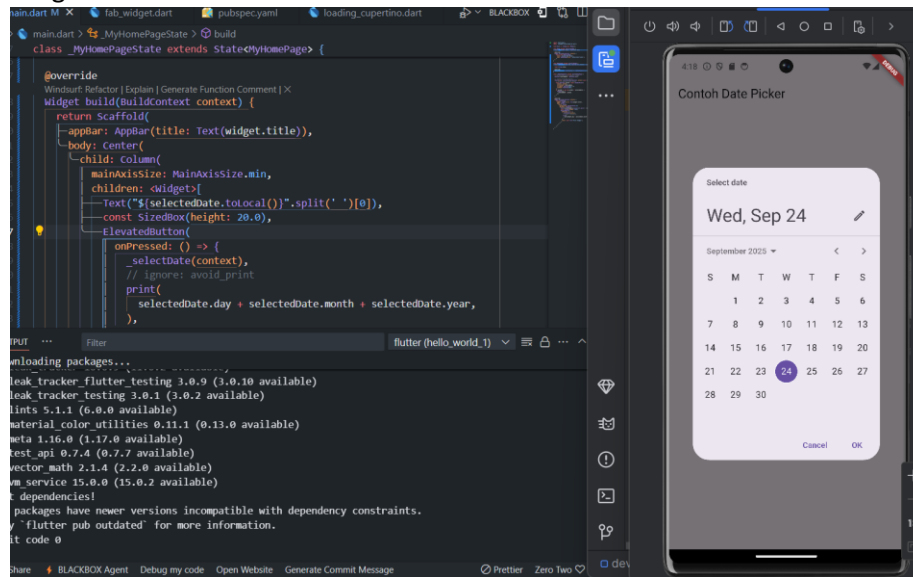 main.dart M X fab_widget.dart pubspec.yaml loading_cupertino.dart BLACKBOX
main.dart > _MyHomePageState > build
class _MyHomePageState extends State<MyHomePage> {
@override
Windsurf: Refactor | Explain | Generate Function Comment | X
Widget build(BuildContext context) {
return Scaffold(
appBar: AppBar(title: Text(widget.title)),
body: Center(
child: Column(
mainAxisSize: MainAxisSize.min,
children: <Widget>[
Text("${selectedDate.toLocal()}".split(' ')[0]),
const SizedBox(height: 20.0),
ElevatedButton(
onPressed: () => {
_selectDate(context),
// ignore: avoid_print
print(
selectedDate.day + selectedDate.month + selectedDate.year,
),
TPUT ... Filter flutter (hello_world_1)
wnloading packages...
leak_tracker_flutter_testing 3.0.9 (3.0.10 available)
leak_tracker_testing 3.0.1 (3.0.2 available)
lints 5.1.1 (6.0.0 available)
material_color_utilities 0.11.1 (0.13.0 available)
meta 1.16.0 (1.17.0 available)
test_api 0.7.4 (0.7.7 available)
vector_math 2.1.4 (2.2.0 available)
vm_service 15.0.0 (15.0.2 available)
t dependencies!
packages have newer versions incompatible with dependency constraints.
y `flutter pub outdated` for more information.
it code 0
Share BLACKBOX Agent Debug my code Open Website Generate Commit Message Prettier Zero Two
dev
4:18
DEBUG
Contoh Date Picker
Select date
Wed, Sep 24
September 2025
S M T W T F S
1 2 3 4 5 6
7 8 9 10 11 12 13
14 15 16 17 18 19 20
21 22 23 24 25 26 27
28 29 30
Cancel OK